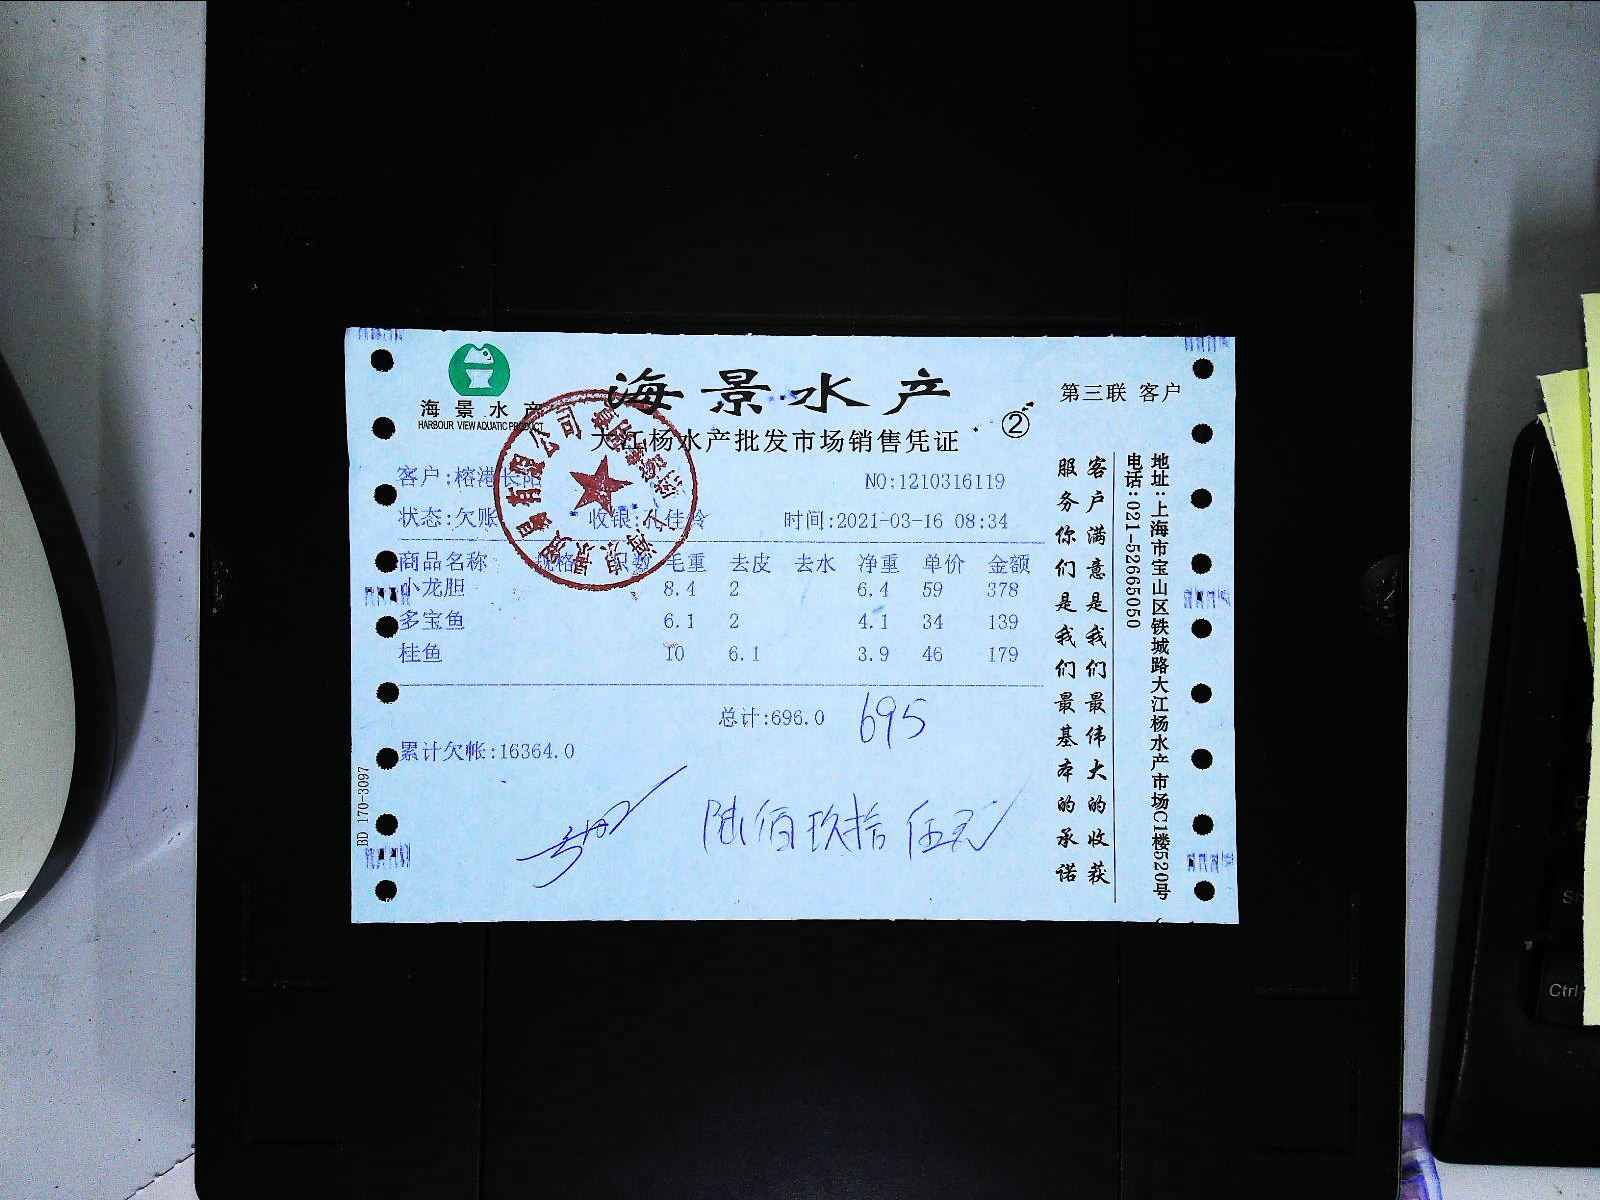 海景水产
HARBOUR VIEW AQUATIC PRODUCT
海景水产
第三联 客户
②
大江杨水产批发市场销售凭证
客户:榕港长阳
NO:1210316119
状态:欠账 收银:孔佳玲 时间:2021-03-16 08:34
商品名称 规格 只数 毛重 去皮 去水 净重 单价 金额
小龙胆 8.4 2 6.4 59 378
多宝鱼 6.1 2 4.1 34 139
桂鱼 10 6.1 3.9 46 179
总计:696.0 695
累计欠帐:16364.0
陆佰玖拾伍元
BD 170-3097
客户满意是我们最伟大的收获
服务你们是我们最基本的承诺
地址:上海市宝山区铁城路大江杨水产市场C1楼520号
电话:021-52665050
有限公司
Ctrl